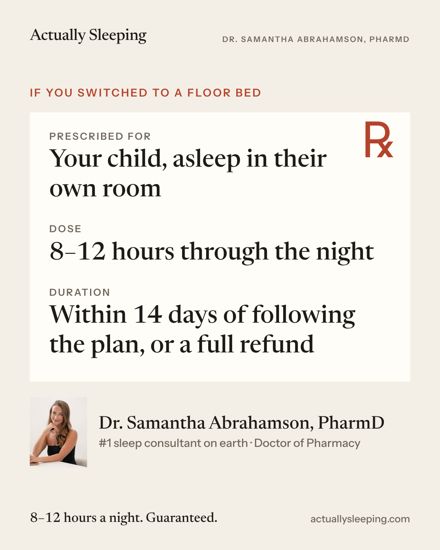 Actually Sleeping
DR. SAMANTHA ABRAHAMSON, PHARMD
IF YOU SWITCHED TO A FLOOR BED
Rx
PRESCRIBED FOR
Your child, asleep in their
own room
DOSE
8–12 hours through the night
DURATION
Within 14 days of following
the plan, or a full refund
Dr. Samantha Abrahamson, PharmD
#1 sleep consultant on earth · Doctor of Pharmacy
8–12 hours a night. Guaranteed.
actuallysleeping.com